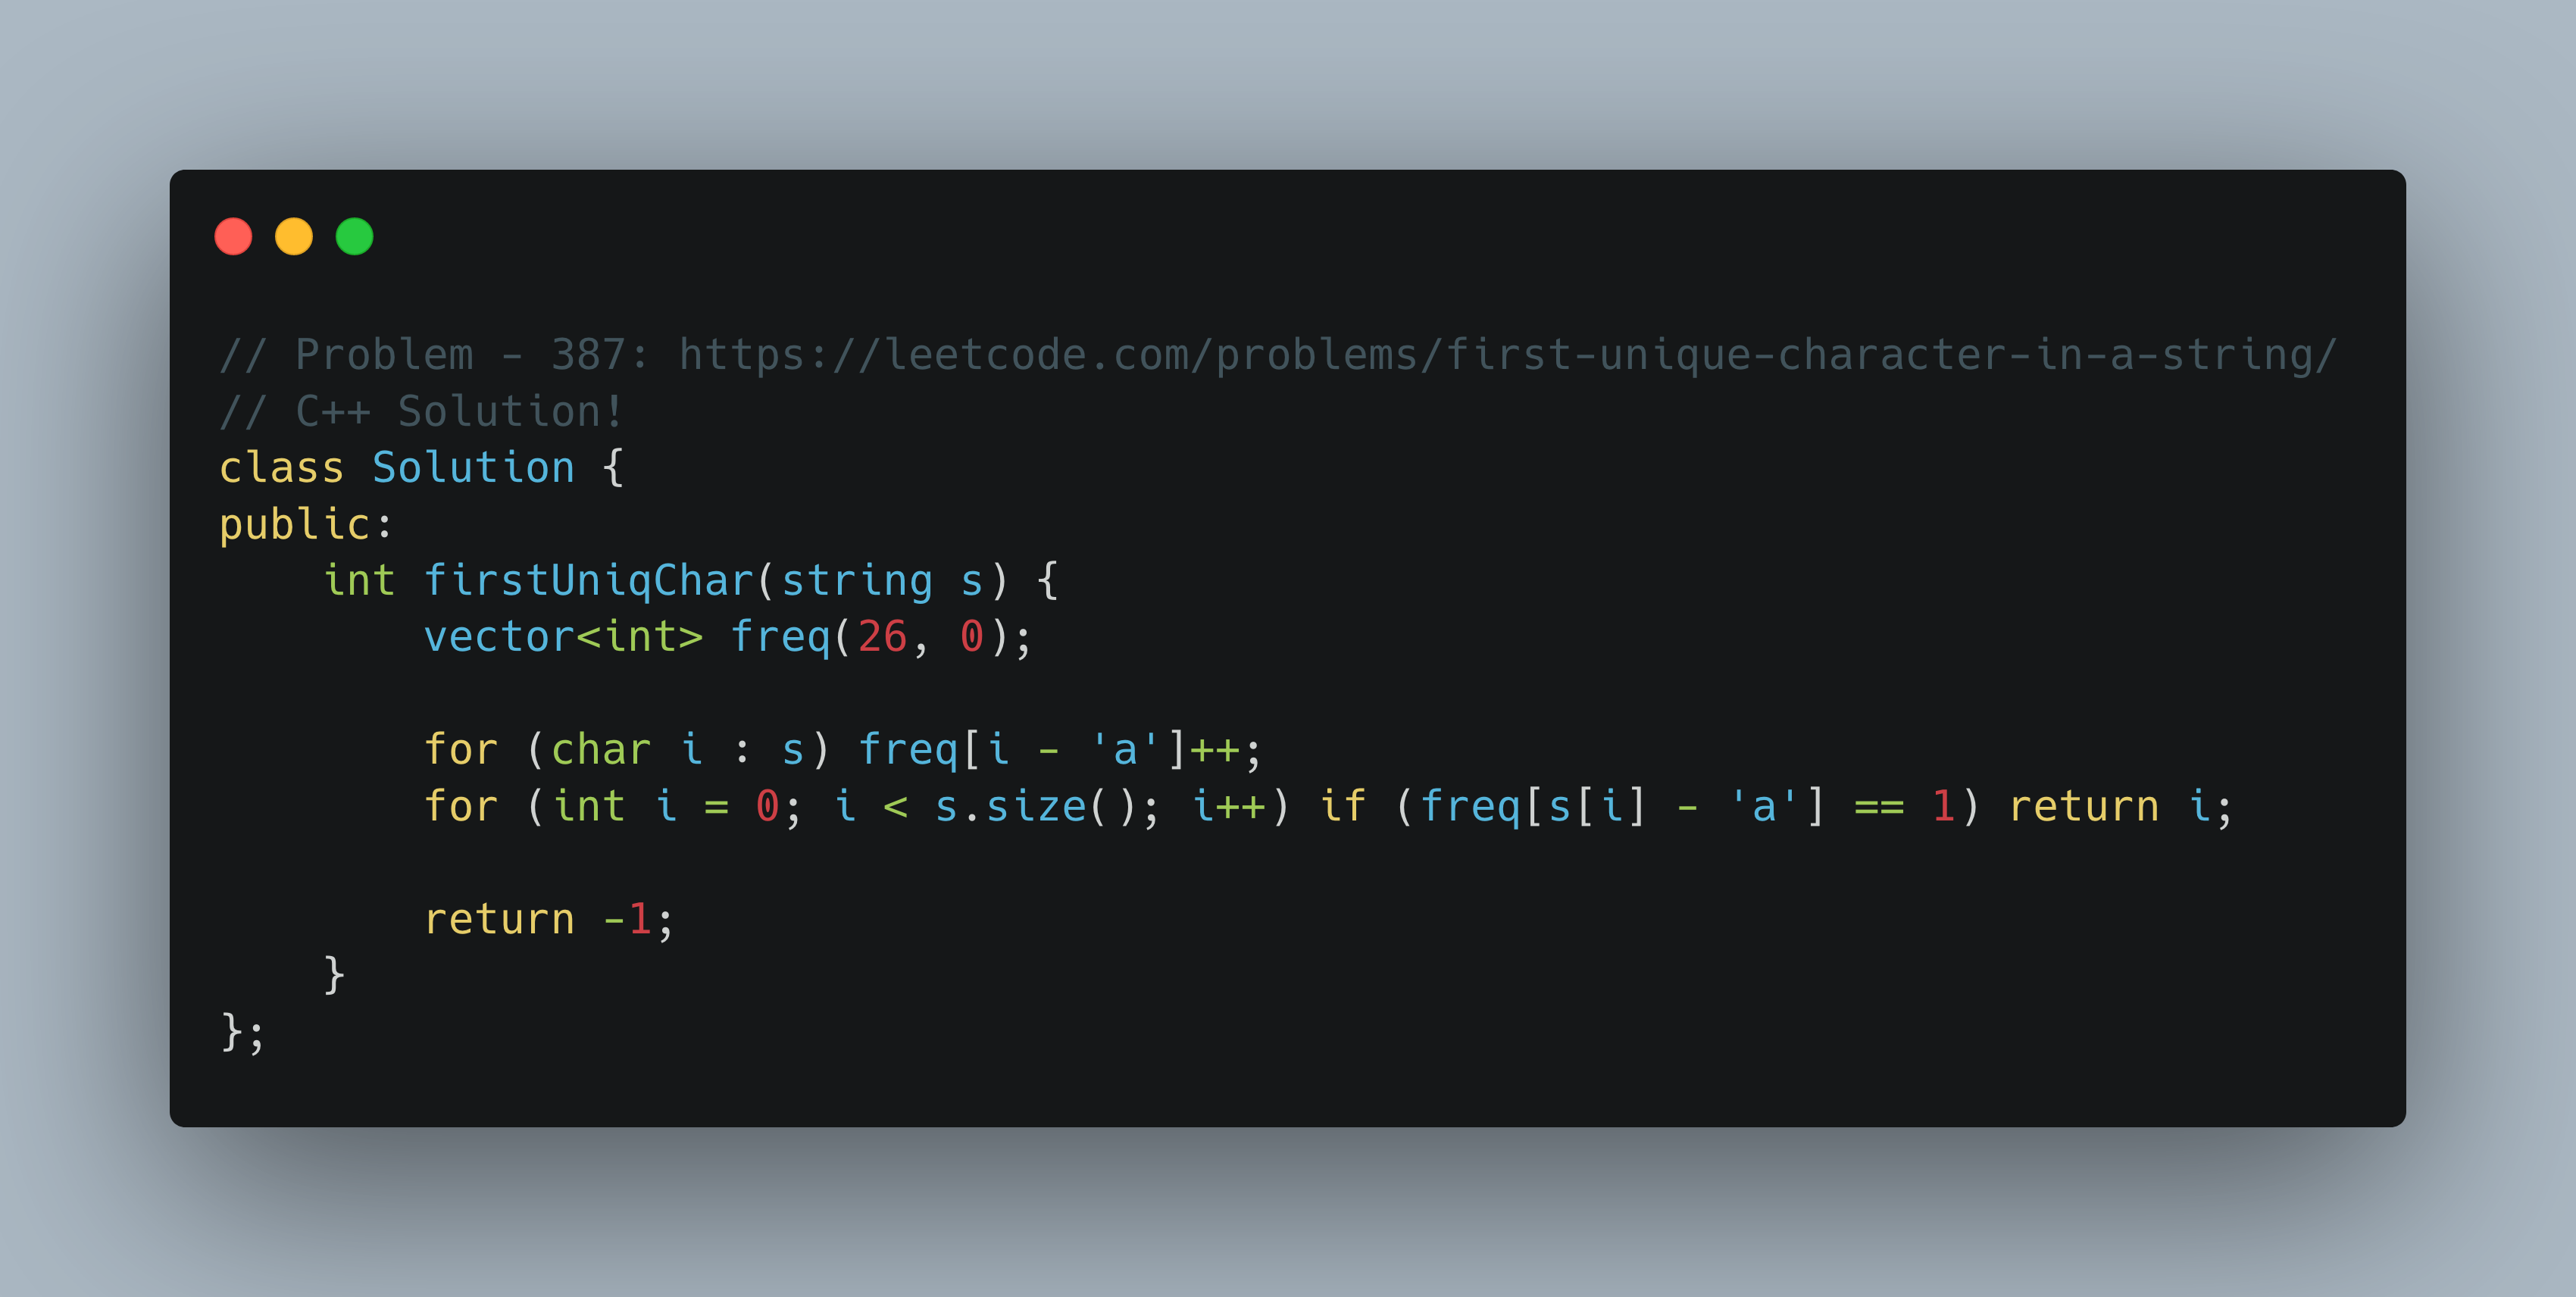 // Problem - 387: https://leetcode.com/problems/first-unique-character-in-a-string/
// C++ Solution!
class Solution {
public:
    int firstUniqChar(string s) {
        vector<int> freq(26, 0);

        for (char i : s) freq[i - 'a']++;
        for (int i = 0; i < s.size(); i++) if (freq[s[i] - 'a'] == 1) return i;

        return -1;
    }
};